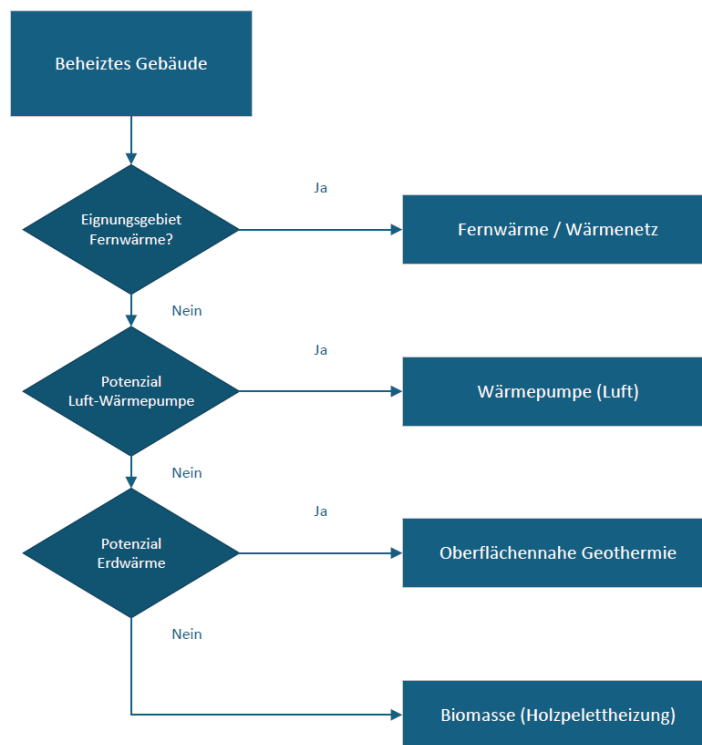 Beheiztes Gebäude
Ja
Eignungsgebiet
Fernwärme?
Fernwärme / Wärmenetz
Nein
Ja
Potenzial
Luft-Wärmepumpe
Wärmepumpe (Luft)
Nein
Ja
Potenzial
Erdwärme
Oberflächennahe Geothermie
Nein
Biomasse (Holzpelettheizung)